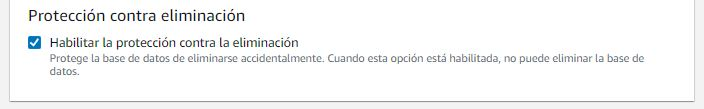 Protección contra eliminación
Habilitar la protección contra la eliminación
Protege la base de datos de eliminarse accidentalmente. Cuando esta opción está habilitada, no puede eliminar la base de
datos.